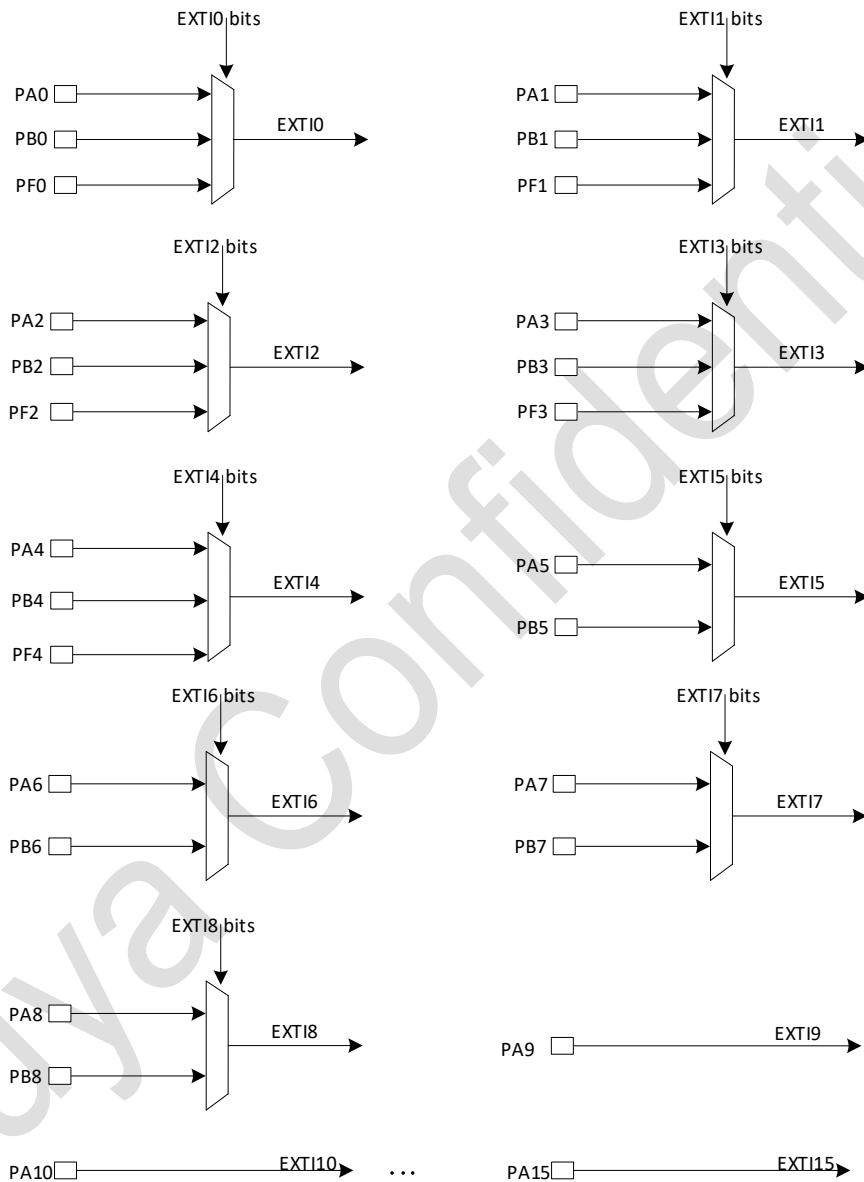 EXTI0 bits EXTI1 bits
PA0 PA1
PB0 EXTI0 PB1 EXTI1
PF0 PF1
EXTI2 bits EXTI3 bits
PA2 PA3
PB2 EXTI2 PB3 EXTI3
PF2 PF3
EXTI4 bits EXTI5 bits
PA4 PA5
PB4 EXTI4 EXTI5
PF4 PB5
EXTI6 bits EXTI7 bits
PA6 PA7
EXTI6 EXTI7
PB6 PB7
EXTI8 bits
PA8
EXTI8 PA9 EXTI9
PB8
PA10 EXTI10 ... PA15 EXTI15
uya Confidenti